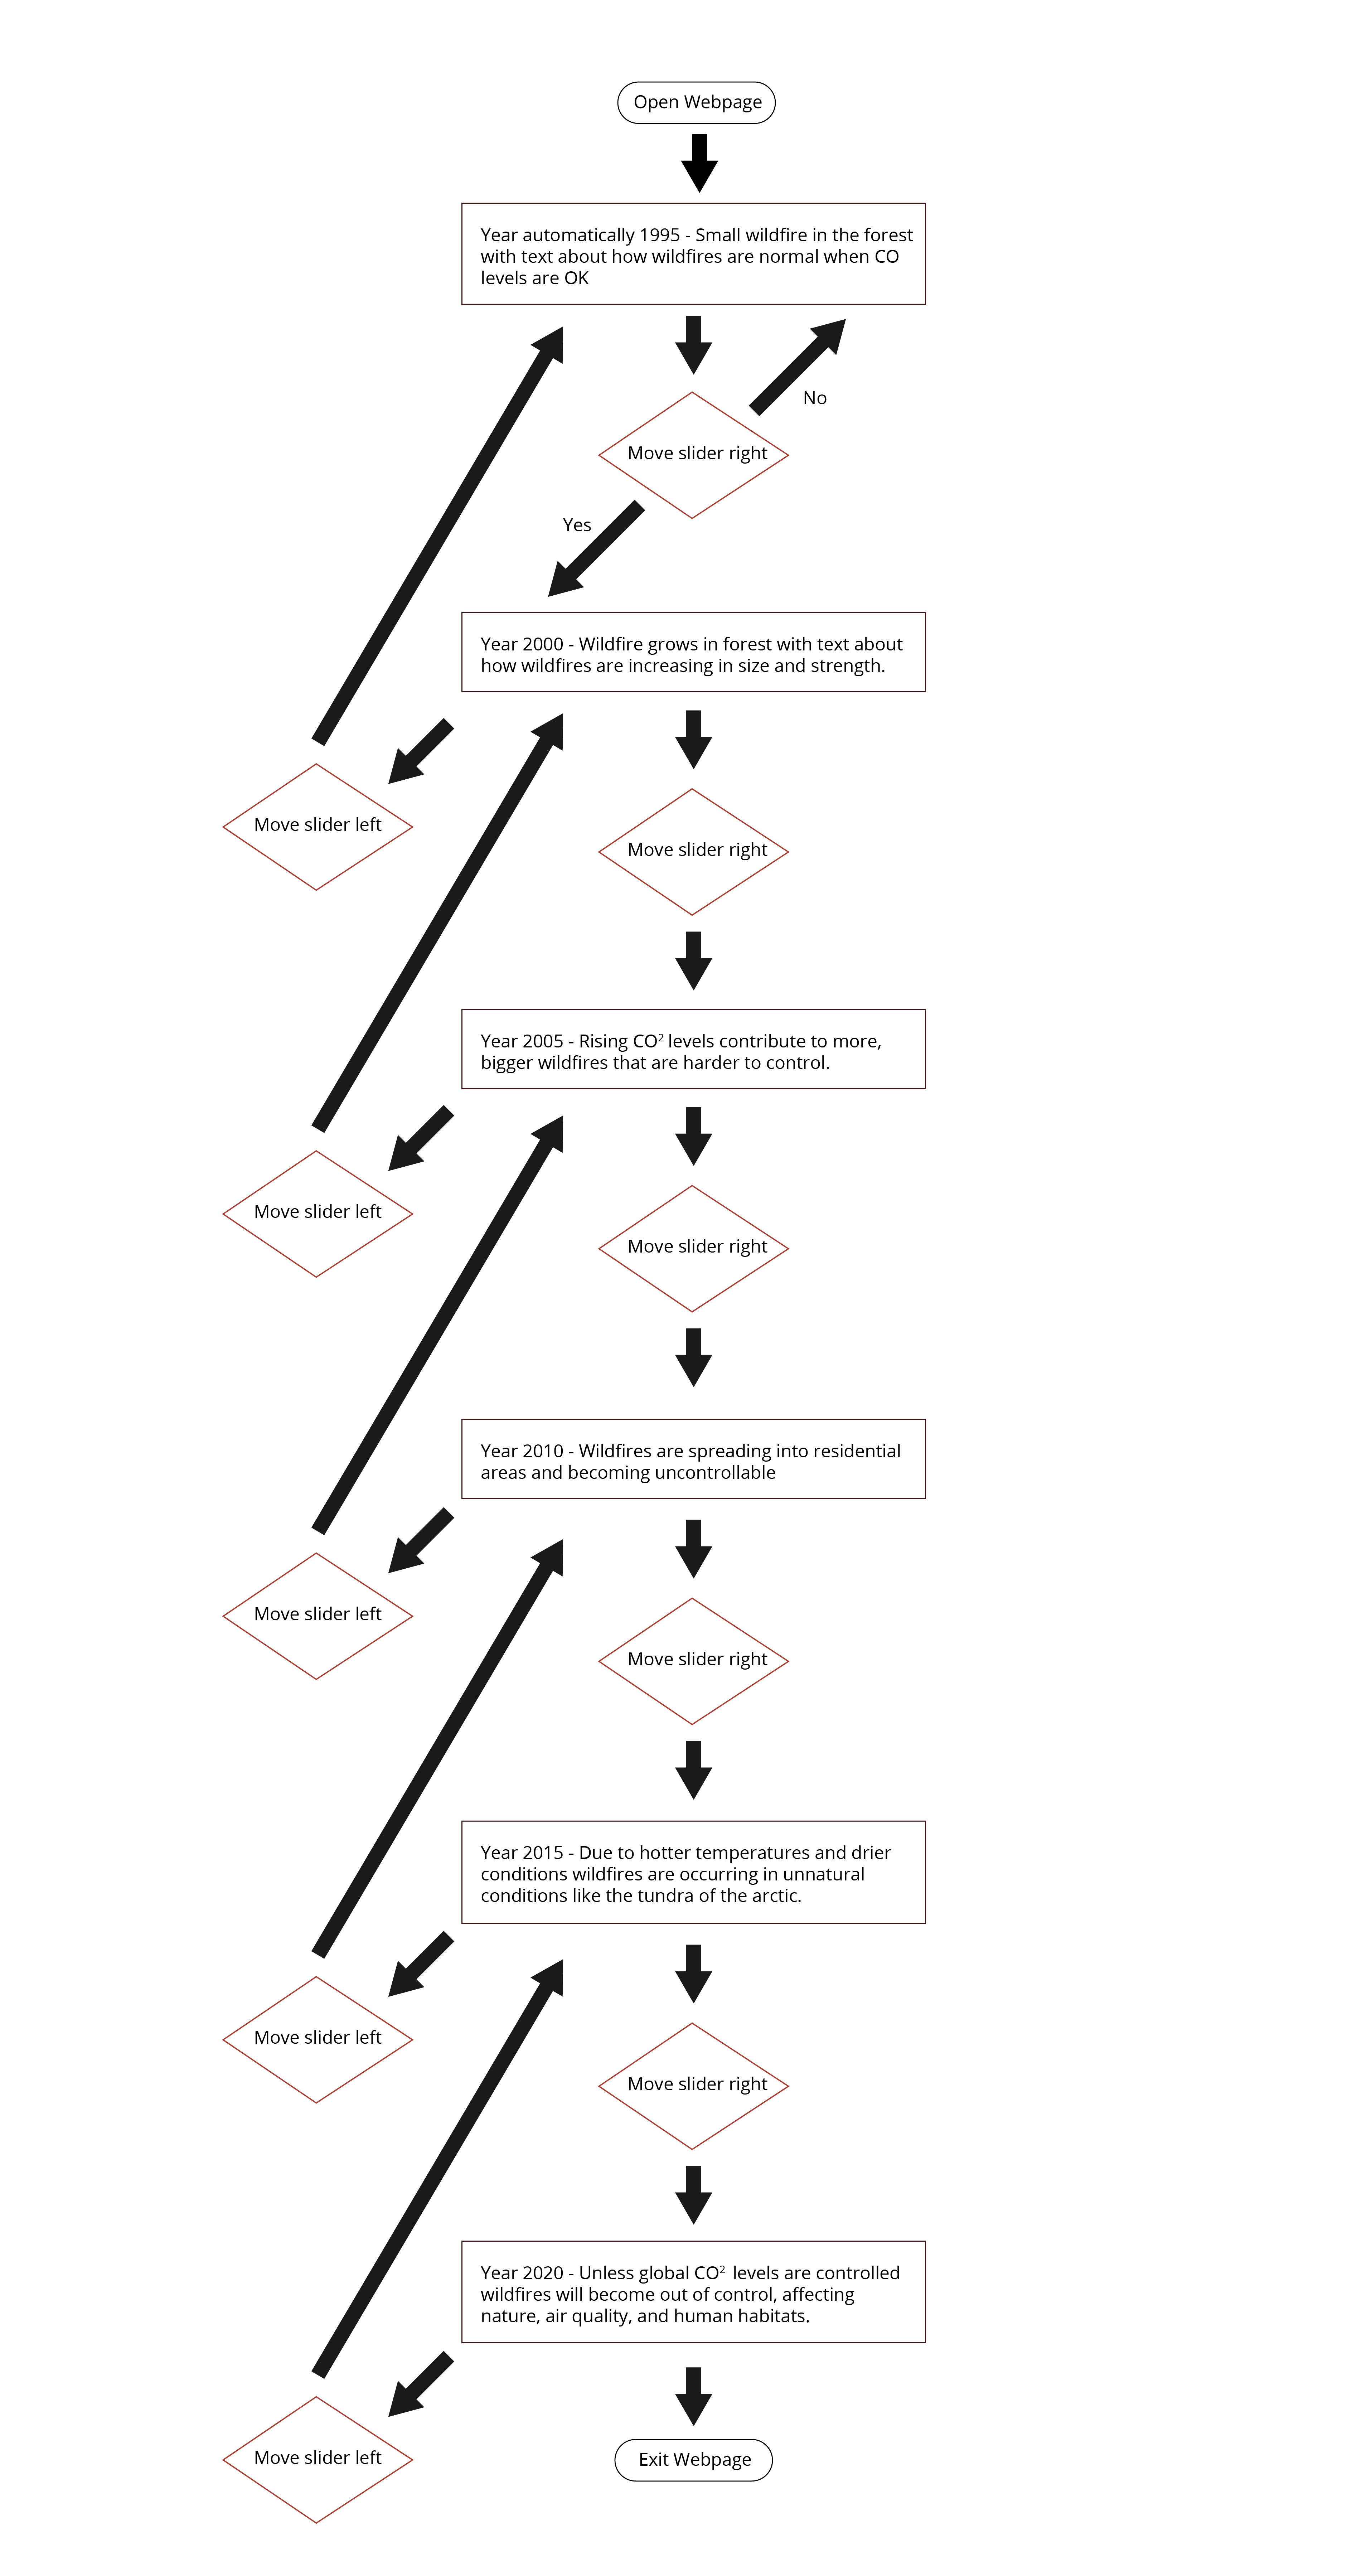 Open Webpage
Year automatically 1995 - Small wildfire in the forest
with text about how wildfires are normal when CO
levels are OK
No
Move slider right
Yes
Year 2000 - Wildfire grows in forest with text about
how wildfires are increasing in size and strength.
Move slider left
Move slider right
Year 2005 - Rising CO² levels contribute to more,
bigger wildfires that are harder to control.
Move slider left
Move slider right
Year 2010 - Wildfires are spreading into residential
areas and becoming uncontrollable
Move slider left
Move slider right
Year 2015 - Due to hotter temperatures and drier
conditions wildfires are occurring in unnatural
conditions like the tundra of the arctic.
Move slider left
Move slider right
Year 2020 - Unless global CO² levels are controlled
wildfires will become out of control, affecting
nature, air quality, and human habitats.
Move slider left
Exit Webpage